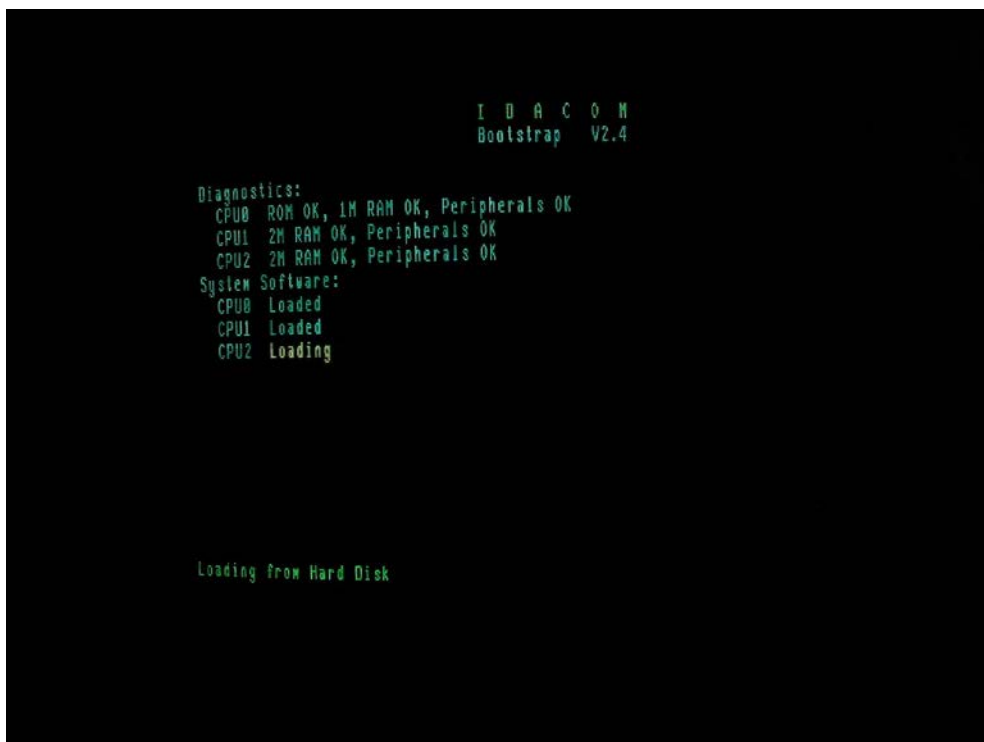 I D A C O M
Bootstrap V2.4
Diagnostics:
CPU0 ROM OK, 1M RAM OK, Peripherals OK
CPU1 2M RAM OK, Peripherals OK
CPU2 2M RAM OK, Peripherals OK
System Software:
CPU0 Loaded
CPU1 Loaded
CPU2 Loading
Loading from Hard Disk